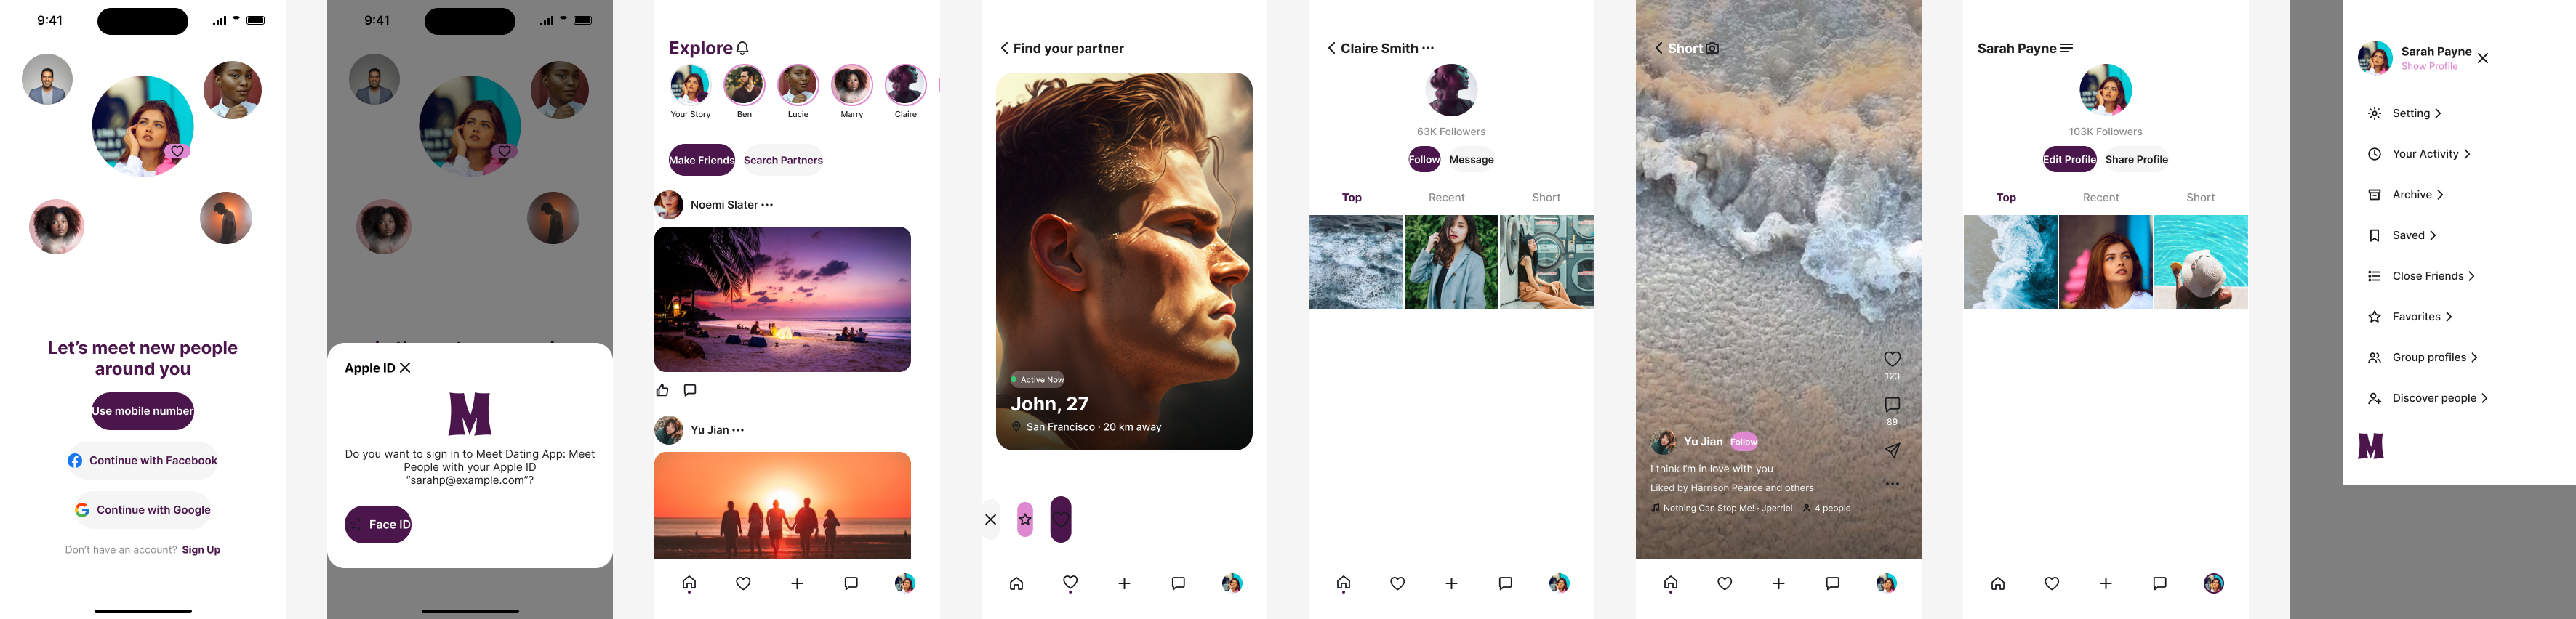 9:41
Let's meet new people
around you
Use mobile number
Continue with Facebook
Continue with Google
Don't have an account? Sign Up
9:41
Apple ID
M
Do you want to sign in to Meet Dating App: Meet
People with your Apple ID
“sarahp@example.com”?
Face ID
Explore
Your Story
Ben
Lucie
Marry
Claire
Make Friends
Search Partners
Noemi Slater
Yu Jian
Find your partner
Active Now
John, 27
San Francisco · 20 km away
Claire Smith
63K Followers
Follow
Message
Top
Recent
Short
Short
123
89
Yu Jian
Follow
I think I'm in love with you
Liked by Harrison Pearce and others
Nothing Can Stop Me! · Jperriel
4 people
Sarah Payne
103K Followers
Edit Profile
Share Profile
Top
Recent
Short
Sarah Payne
Show Profile
Setting
Your Activity
Archive
Saved
Close Friends
Favorites
Group profiles
Discover people
M